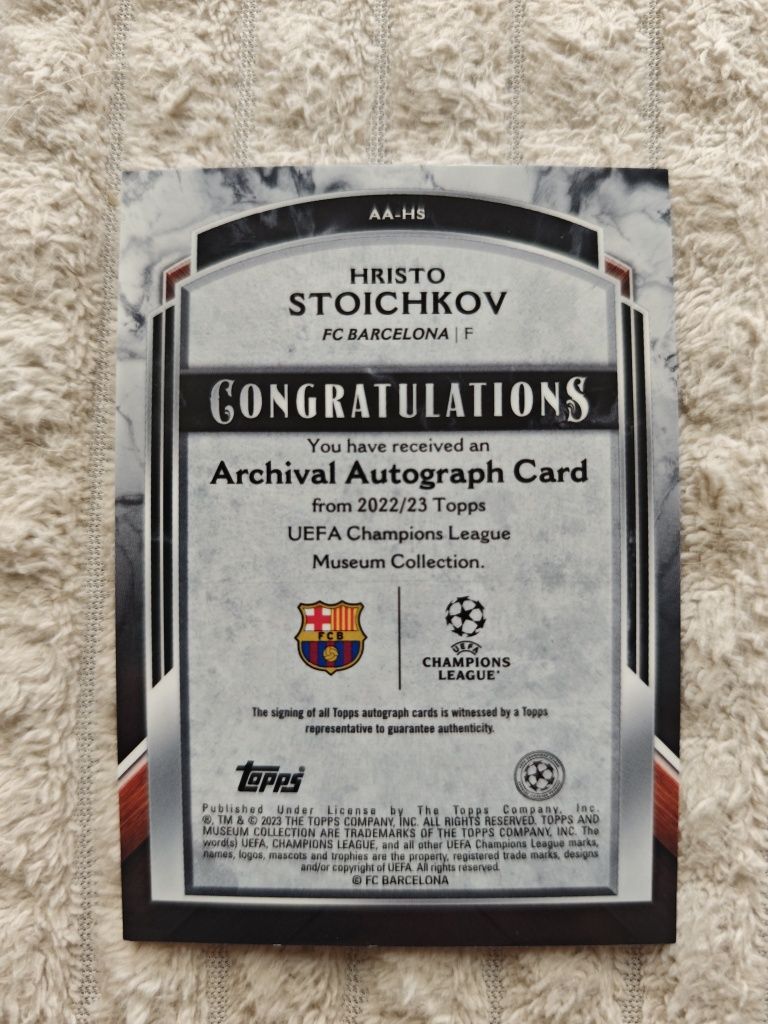 AA-HS
HRISTO
STOICHKOV
FC BARCELONA | F
CONGRATULATIONS
You have received an
Archival Autograph Card
from 2022/23 Topps
UEFA Champions League
Museum Collection.
FCB
UEFA
CHAMPIONS
LEAGUE
The signing of all Topps autograph cards is witnessed by a Topps
representative to guarantee authenticity.
topps
Published Under License by The Topps Company, Inc.
®, TM & © 2023 THE TOPPS COMPANY, INC. ALL RIGHTS RESERVED. TOPPS AND
MUSEUM COLLECTION ARE TRADEMARKS OF THE TOPPS COMPANY, INC. The
word(s) UEFA, CHAMPIONS LEAGUE, and all other UEFA Champions League marks,
names, logos, mascots and trophies are the property, registered trade marks, designs
and/or copyright of UEFA. All rights reserved.
© FC BARCELONA